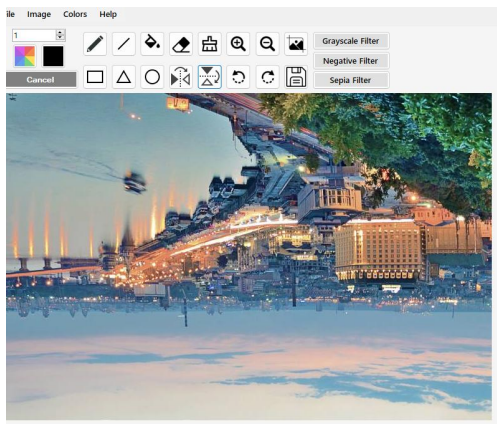 ile Image Colors Help
1
Grayscale Filter
Negative Filter
Cancel
Sepia Filter